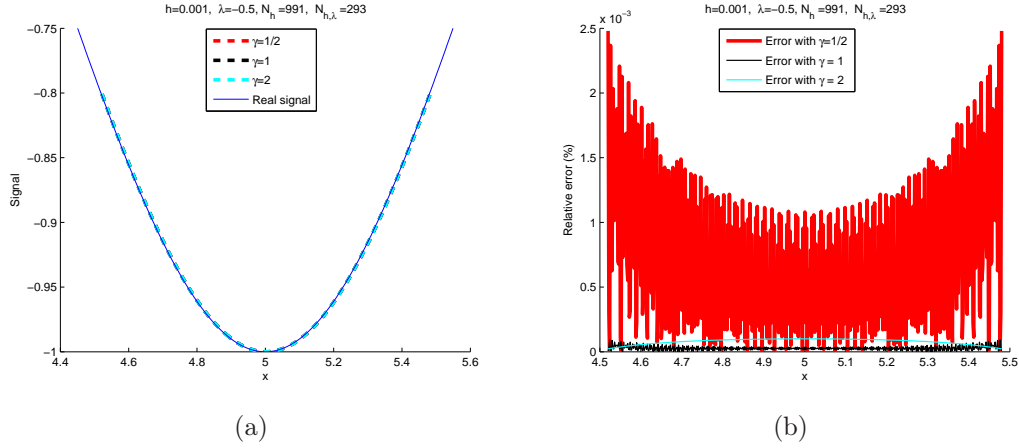 h=0.001, λ=−0.5, N_h =991, N_{h,λ}=293
−0.75
−0.8
−0.85
−0.9
−0.95
−1
Signal
γ=1/2
γ=1
γ=2
Real signal
4.4 4.6 4.8 5 5.2 5.4 5.6
x
(a)
h=0.001, λ=−0.5, N_h =991, N_{h,λ}=293
x 10^{−3}
2.5
2
1.5
1
0.5
0
Relative error (%)
Error with γ=1/2
Error with γ = 1
Error with γ = 2
4.5 4.6 4.7 4.8 4.9 5 5.1 5.2 5.3 5.4 5.5
x
(b)